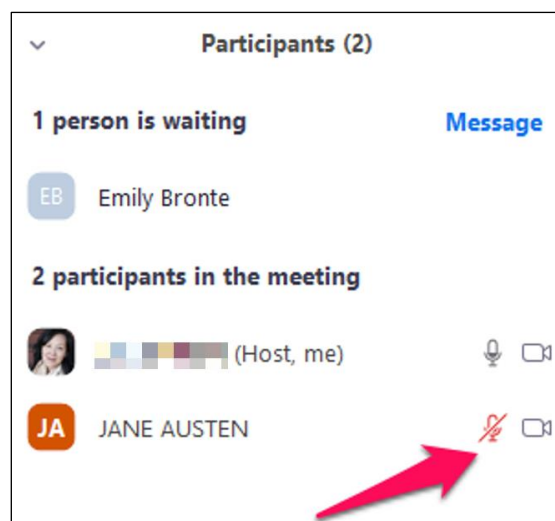 Participants (2)
1 person is waiting Message
EB Emily Bronte
2 participants in the meeting
(Host, me)
JA JANE AUSTEN